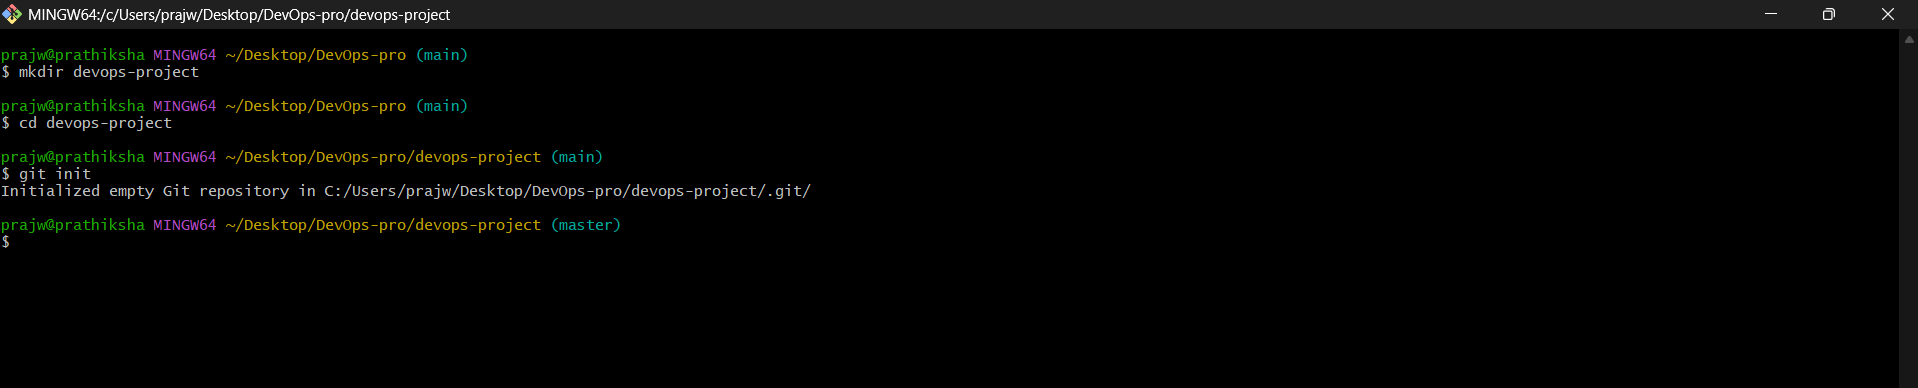 MINGW64:/c/Users/prajw/Desktop/DevOps-pro/devops-project
prajw@prathiksha MINGW64 ~/Desktop/DevOps-pro (main)
$ mkdir devops-project
prajw@prathiksha MINGW64 ~/Desktop/DevOps-pro (main)
$ cd devops-project
prajw@prathiksha MINGW64 ~/Desktop/DevOps-pro/devops-project (main)
$ git init
Initialized empty Git repository in C:/Users/prajw/Desktop/DevOps-pro/devops-project/.git/
prajw@prathiksha MINGW64 ~/Desktop/DevOps-pro/devops-project (master)
$